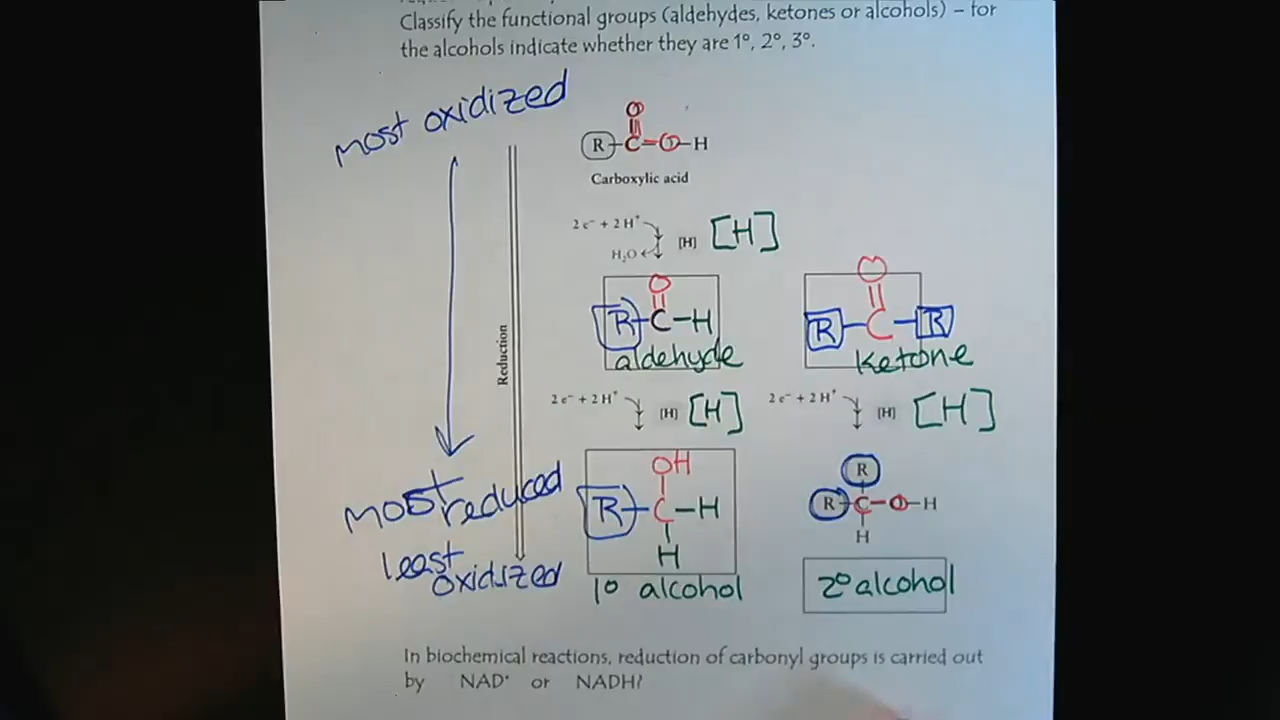 Classify the functional groups (aldehydes, ketones or alcohols) – for
the alcohols indicate whether they are 1°, 2°, 3°.
most oxidized
O
R C O H
Carboxylic acid
2 e⁻ + 2 H⁺
H₂O
[H] [H]
O
R C H
aldehyde
O
R C R
ketone
Reduction
2 e⁻ + 2 H⁺ [H] [H]
2 e⁻ + 2 H⁺ [H] [H]
most reduced
least oxidized
OH
R C H
H
1° alcohol
R
R C O H
H
2° alcohol
In biochemical reactions, reduction of carbonyl groups is carried out
by NAD⁺ or NADH?